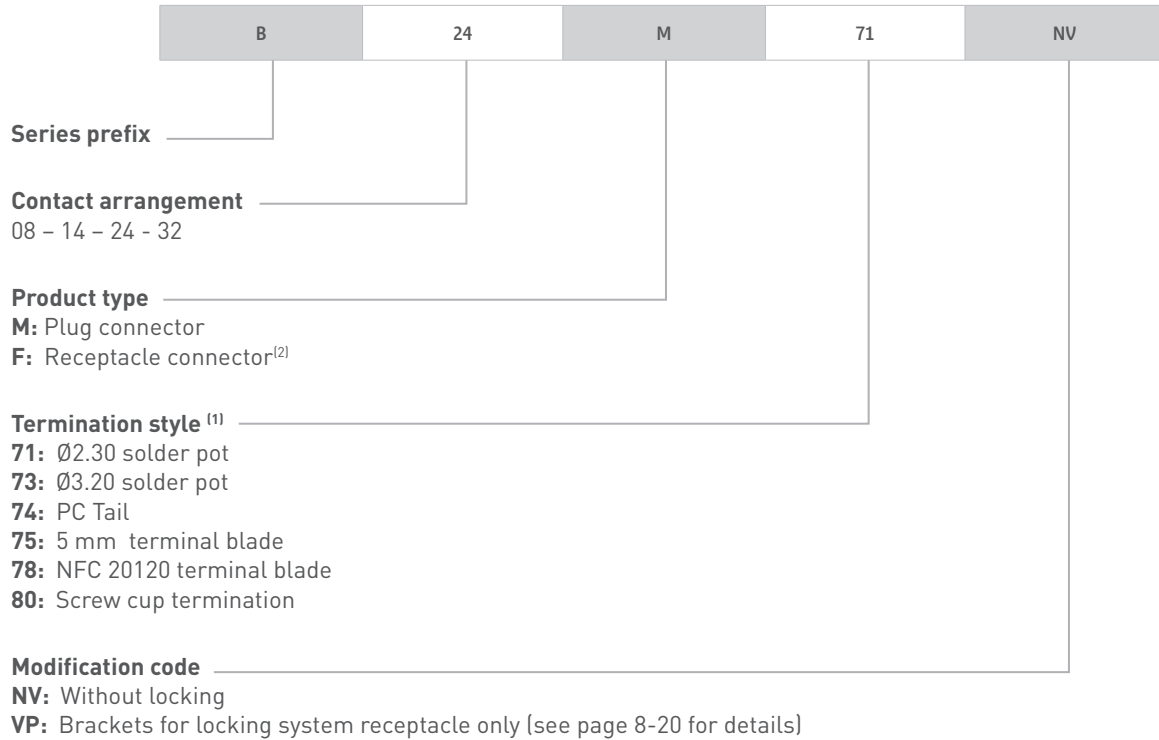 B 24 M 71 NV
Series prefix
Contact arrangement
08 – 14 – 24 - 32
Product type
M: Plug connector
F: Receptacle connector(2)
Termination style (1)
71: Ø2.30 solder pot
73: Ø3.20 solder pot
74: PC Tail
75: 5 mm terminal blade
78: NFC 20120 terminal blade
80: Screw cup termination
Modification code
NV: Without locking
VP: Brackets for locking system receptacle only (see page 8-20 for details)